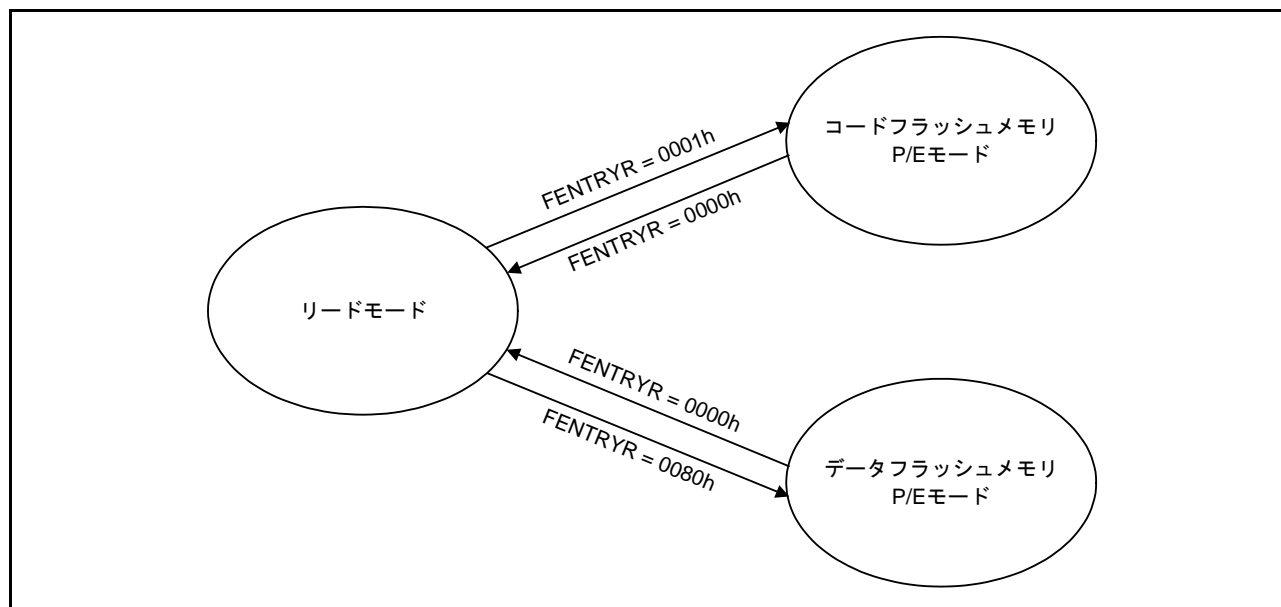 コードフラッシュメモリ
P/Eモード
FENTRYR = 0001h
FENTRYR = 0000h
リードモード
FENTRYR = 0000h
FENTRYR = 0080h
データフラッシュメモリ
P/Eモード